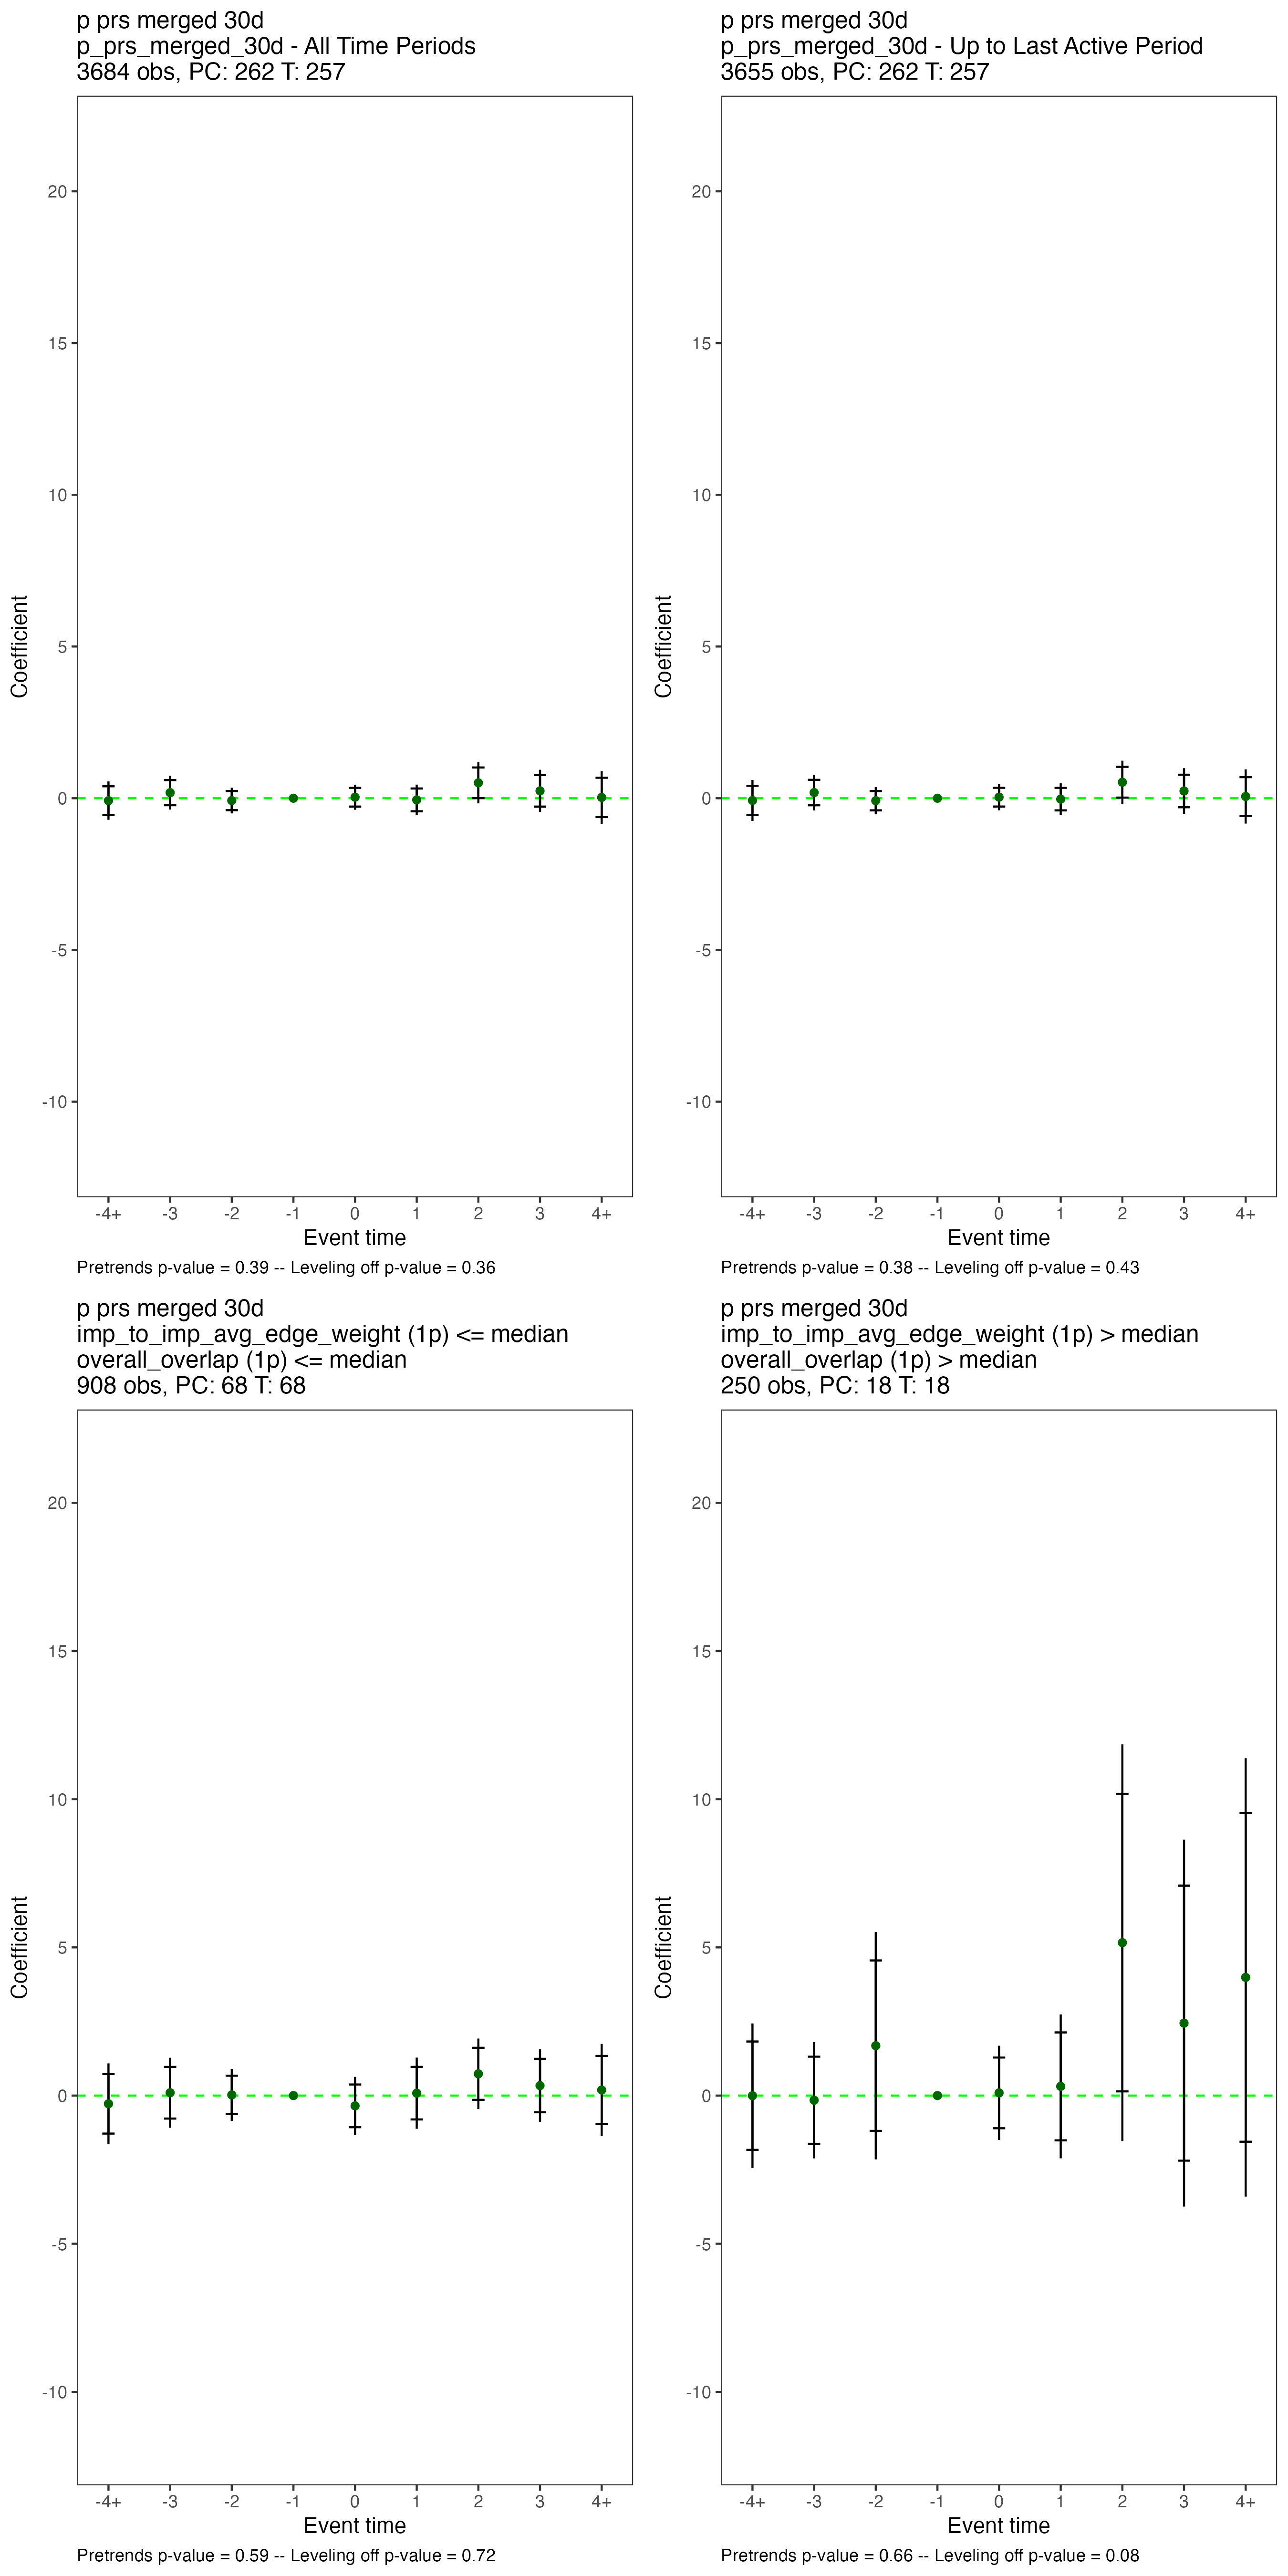 p prs merged 30d
p_prs_merged_30d - All Time Periods
3684 obs, PC: 262 T: 257
20
15
10
5
0
-5
-10
Coefficient
-4+ -3 -2 -1 0 1 2 3 4+
Event time
Pretrends p-value = 0.39 -- Leveling off p-value = 0.36
p prs merged 30d
p_prs_merged_30d - Up to Last Active Period
3655 obs, PC: 262 T: 257
20
15
10
5
0
-5
-10
Coefficient
-4+ -3 -2 -1 0 1 2 3 4+
Event time
Pretrends p-value = 0.38 -- Leveling off p-value = 0.43
p prs merged 30d
imp_to_imp_avg_edge_weight (1p) <= median
overall_overlap (1p) <= median
908 obs, PC: 68 T: 68
20
15
10
5
0
-5
-10
Coefficient
-4+ -3 -2 -1 0 1 2 3 4+
Event time
Pretrends p-value = 0.59 -- Leveling off p-value = 0.72
p prs merged 30d
imp_to_imp_avg_edge_weight (1p) > median
overall_overlap (1p) > median
250 obs, PC: 18 T: 18
20
15
10
5
0
-5
-10
Coefficient
-4+ -3 -2 -1 0 1 2 3 4+
Event time
Pretrends p-value = 0.66 -- Leveling off p-value = 0.08